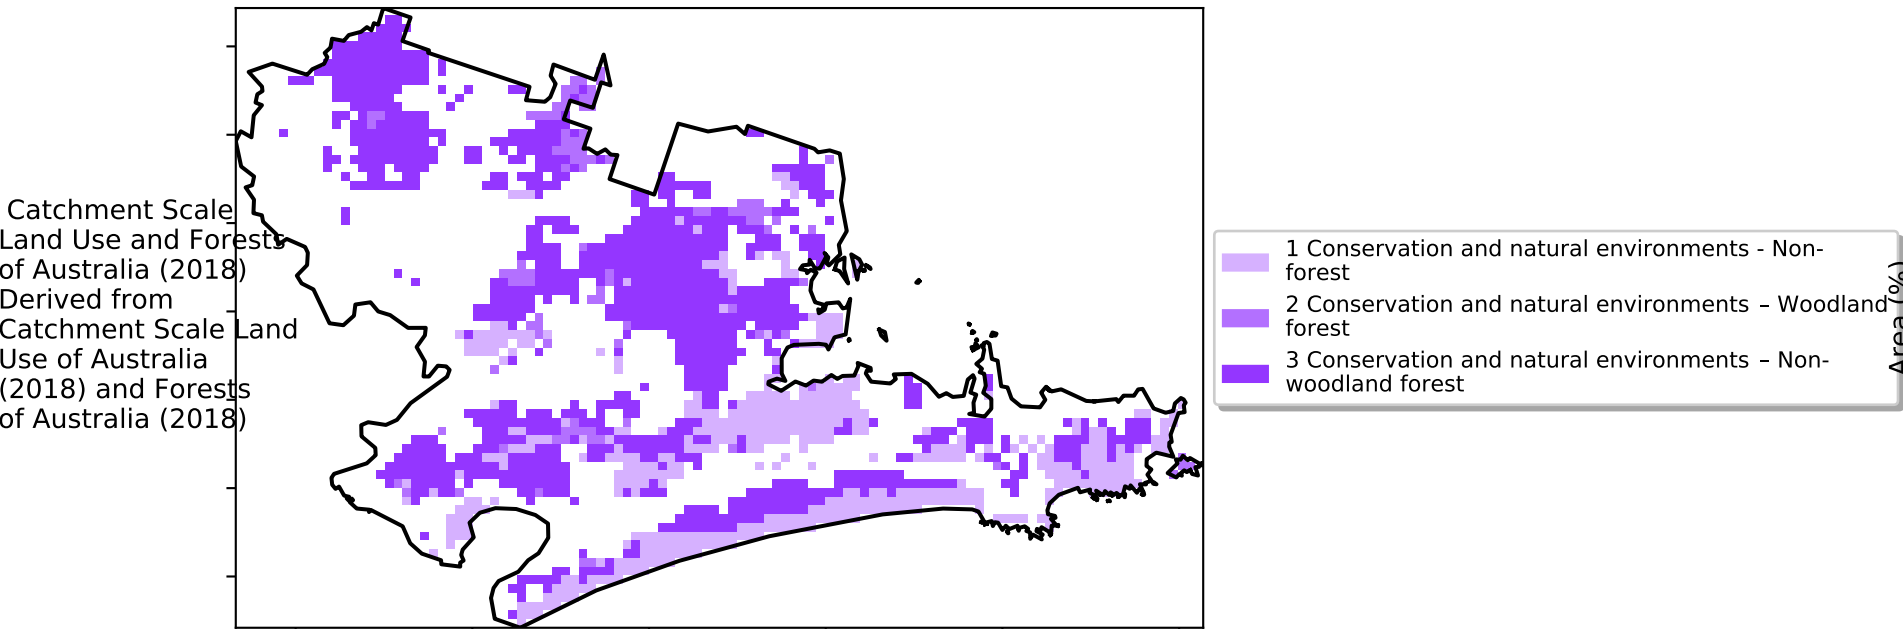 Catchment Scale
Land Use and Forests
of Australia (2018)
Derived from
Catchment Scale Land
Use of Australia
(2018) and Forests
of Australia (2018)
1 Conservation and natural environments - Non-
forest
2 Conservation and natural environments – Woodland
forest
3 Conservation and natural environments – Non-
woodland forest
Area (%)